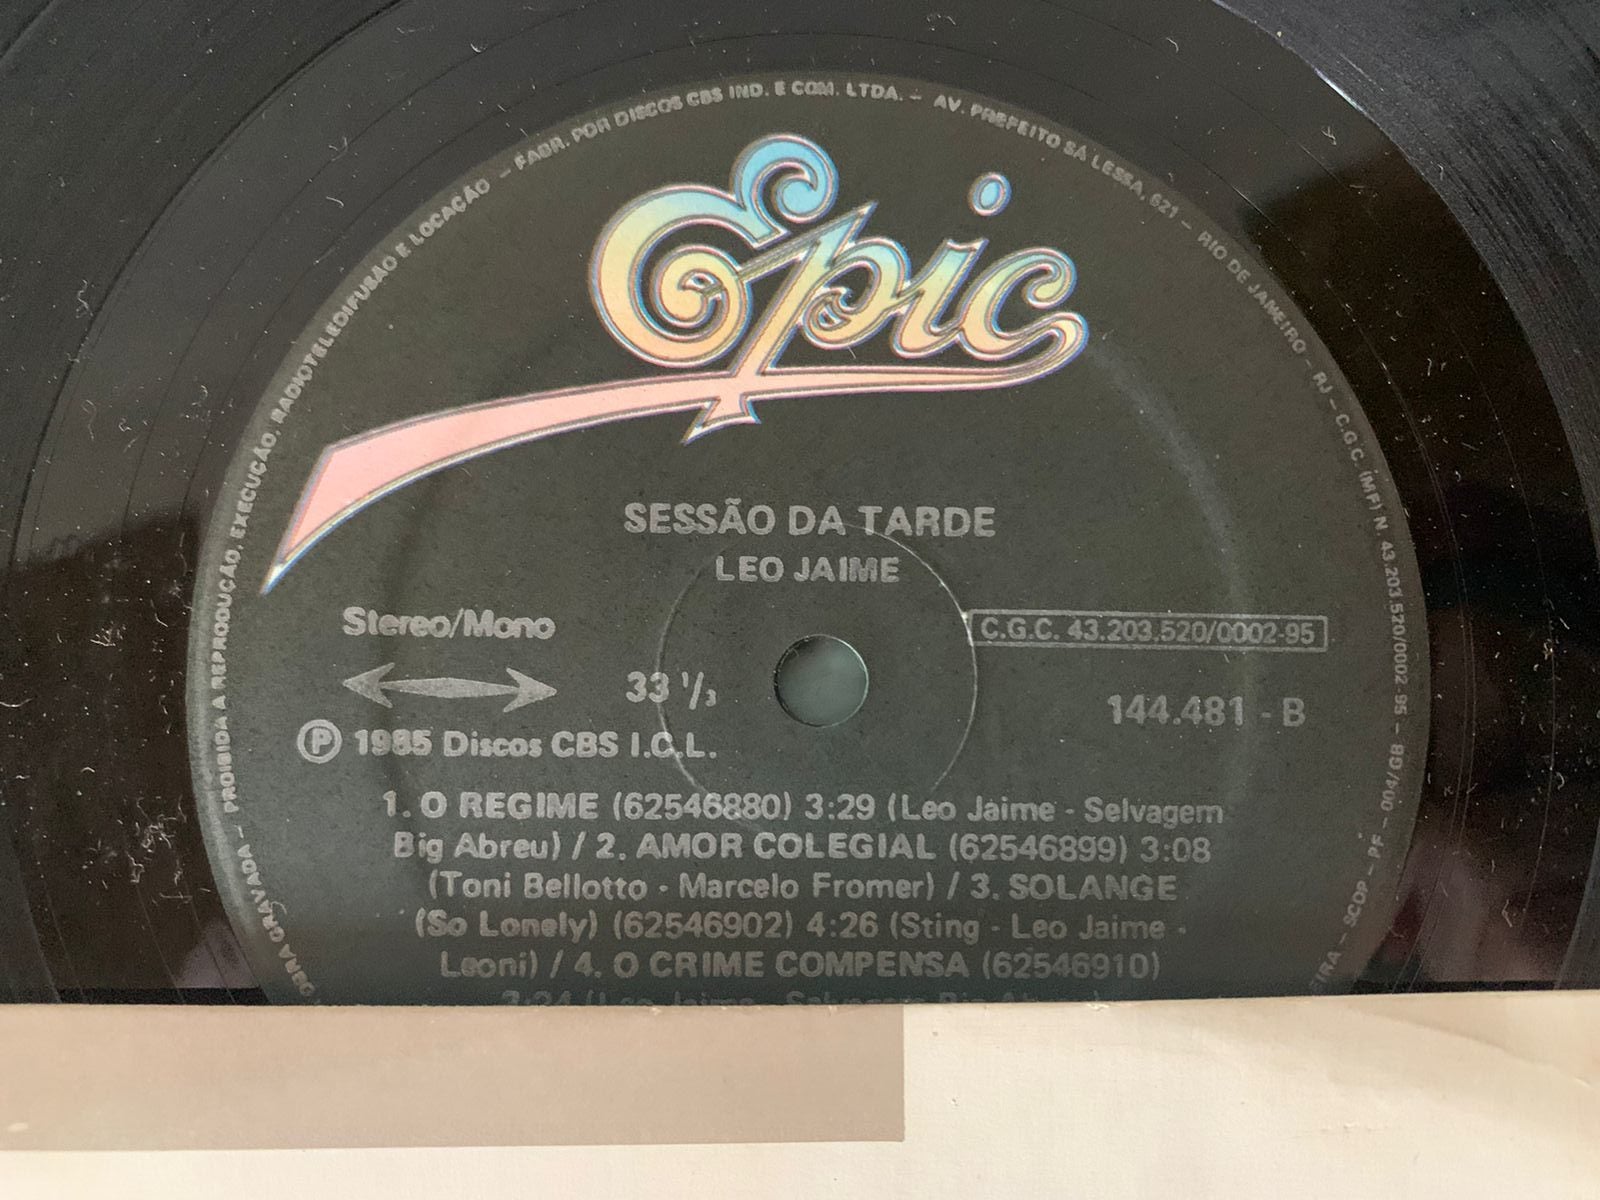 PROIBIDA A REPRODUÇÃO, EXECUÇÃO, RADIOTELEDIFUSÃO E LOCAÇÃO - FABR. POR DISCOS CBS IND. E COM. LTDA. - AV. PREFEITO SÁ LESSA, 621 - RIO DE JANEIRO - RJ - C.G.C. (MF) N. 43.203.520/0002-95 -
Epic
SESSÃO DA TARDE
LEO JAIME
Stereo/Mono
C.G.C. 43.203.520/0002-95
33 1/3
144.481 - B
Ⓟ 1985 Discos CBS I.C.L.
1. O REGIME (62546880) 3:29 (Leo Jaime - Selvagem
Big Abreu) / 2. AMOR COLEGIAL (62546899) 3:08
(Toni Bellotto - Marcelo Fromer) / 3. SOLANGE
(So Lonely) (62546902) 4:26 (Sting - Leo Jaime -
Leoni) / 4. O CRIME COMPENSA (62546910)
OBRA GRAVADA -